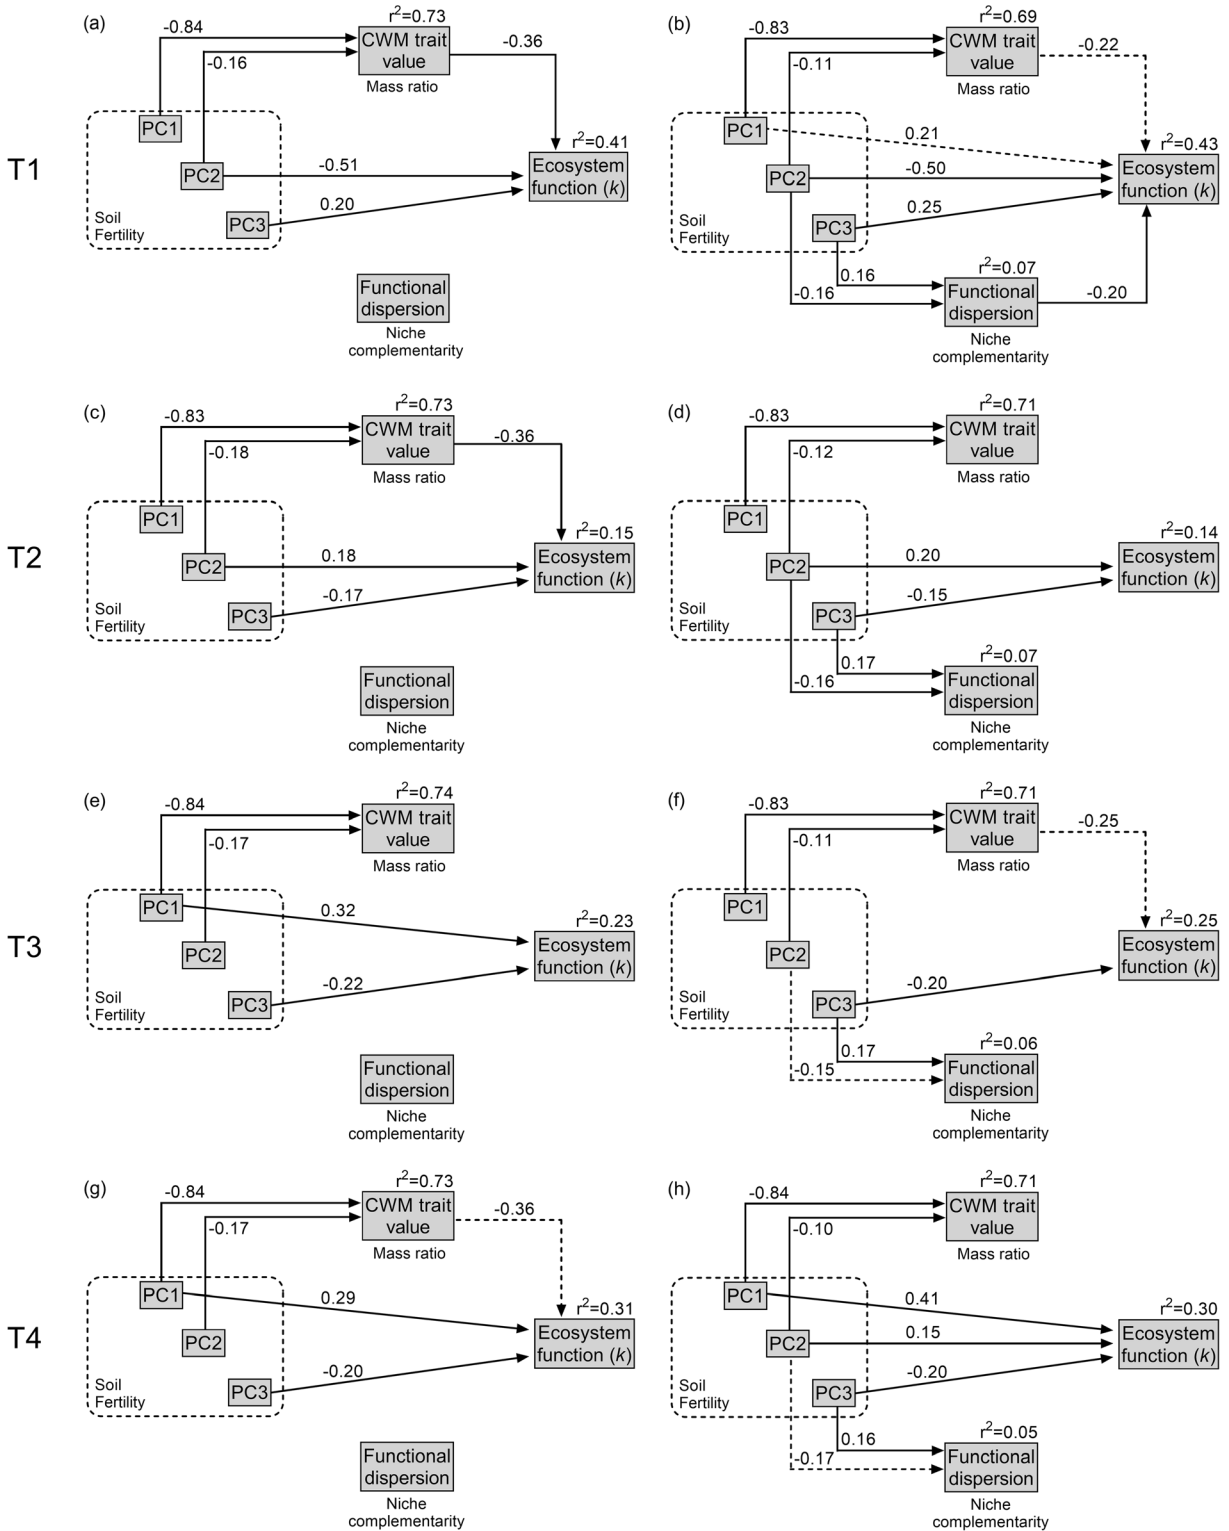 T1
(a)
r2=0.73
-0.84
CWM trait
value
-0.36
-0.16
Mass ratio
PC1
r2=0.41
Ecosystem
function (k)
PC2
-0.51
0.20
PC3
Soil
Fertility
Functional
dispersion
Niche
complementarity
(b)
r2=0.69
-0.83
CWM trait
value
-0.22
-0.11
Mass ratio
PC1
0.21
r2=0.43
Ecosystem
function (k)
PC2
-0.50
0.25
PC3
Soil
Fertility
r2=0.07
0.16
-0.16
Functional
dispersion
-0.20
Niche
complementarity
T2
(c)
r2=0.73
-0.83
CWM trait
value
-0.36
-0.18
Mass ratio
PC1
r2=0.15
Ecosystem
function (k)
PC2
0.18
-0.17
PC3
Soil
Fertility
Functional
dispersion
Niche
complementarity
(d)
r2=0.71
-0.83
CWM trait
value
-0.12
Mass ratio
PC1
r2=0.14
Ecosystem
function (k)
PC2
0.20
-0.15
PC3
Soil
Fertility
r2=0.07
0.17
-0.16
Functional
dispersion
Niche
complementarity
T3
(e)
r2=0.74
-0.84
CWM trait
value
-0.17
Mass ratio
PC1
0.32
r2=0.23
Ecosystem
function (k)
PC2
-0.22
PC3
Soil
Fertility
Functional
dispersion
Niche
complementarity
(f)
r2=0.71
-0.83
CWM trait
value
-0.25
-0.11
Mass ratio
PC1
r2=0.25
Ecosystem
function (k)
PC2
-0.20
PC3
Soil
Fertility
r2=0.06
0.17
-0.15
Functional
dispersion
Niche
complementarity
T4
(g)
r2=0.73
-0.84
CWM trait
value
-0.36
-0.17
Mass ratio
PC1
0.29
r2=0.31
Ecosystem
function (k)
PC2
-0.20
PC3
Soil
Fertility
Functional
dispersion
Niche
complementarity
(h)
r2=0.71
-0.84
CWM trait
value
-0.10
Mass ratio
PC1
0.41
r2=0.30
Ecosystem
function (k)
PC2
0.15
-0.20
PC3
Soil
Fertility
r2=0.05
0.16
-0.17
Functional
dispersion
Niche
complementarity